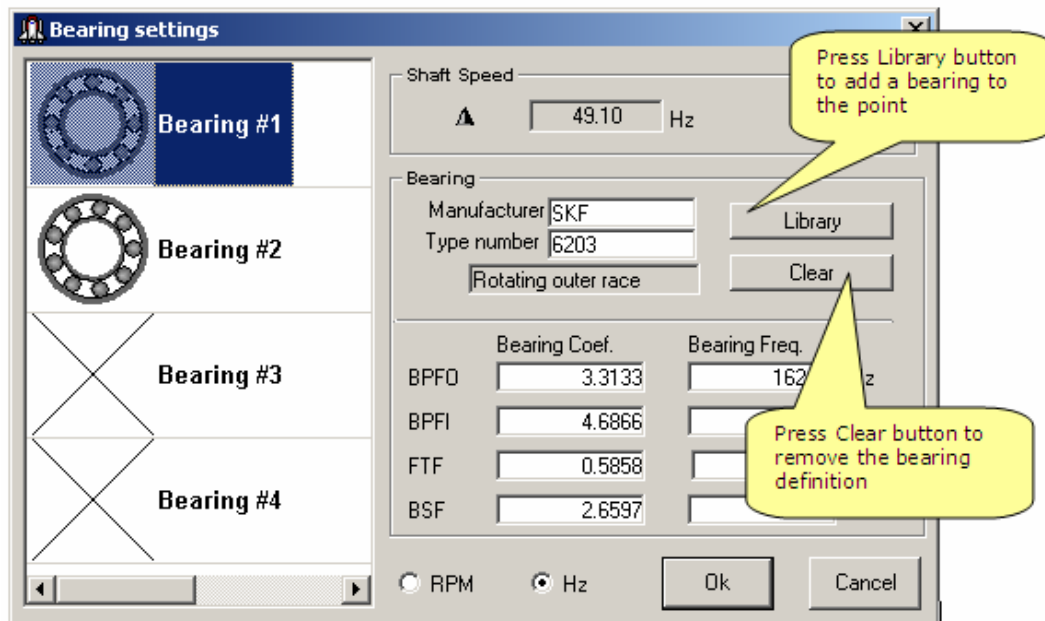 Bearing settings
Press Library button
to add a bearing to
the point
Bearing #1
Bearing #2
Bearing #3
Bearing #4
Shaft Speed
49.10 Hz
Bearing
Manufacturer SKF
Type number 6203
Rotating outer race
Library
Clear
Bearing Coef. Bearing Freq.
BPFO 3.3133 162
BPFI 4.6866
FTF 0.5858
BSF 2.6597
Press Clear button to
remove the bearing
definition
RPM Hz Ok Cancel